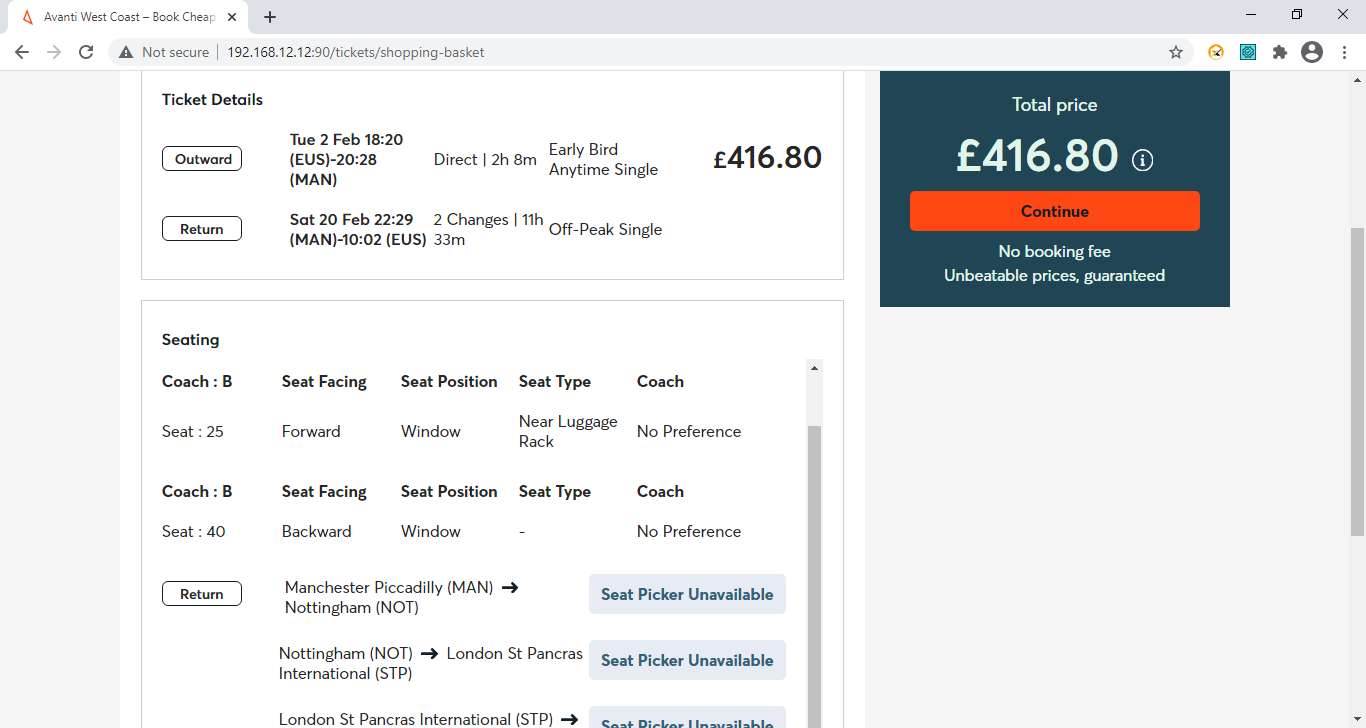 Avanti West Coast – Book Cheap
Not secure
192.168.12.12:90/tickets/shopping-basket
Ticket Details
Outward
Tue 2 Feb 18:20
(EUS)-20:28
(MAN)
Direct | 2h 8m
Early Bird
Anytime Single
£416.80
Return
Sat 20 Feb 22:29
(MAN)-10:02 (EUS)
2 Changes | 11h
33m
Off-Peak Single
Total price
£416.80
Continue
No booking fee
Unbeatable prices, guaranteed
Seating
Coach : B Seat Facing Seat Position Seat Type Coach
Seat : 25 Forward Window Near Luggage
Rack
No Preference
Coach : B Seat Facing Seat Position Seat Type Coach
Seat : 40 Backward Window - No Preference
Return
Manchester Piccadilly (MAN) ➔
Nottingham (NOT)
Seat Picker Unavailable
Nottingham (NOT) ➔ London St Pancras
International (STP)
Seat Picker Unavailable
London St Pancras International (STP) ➔
Seat Picker Unavailable